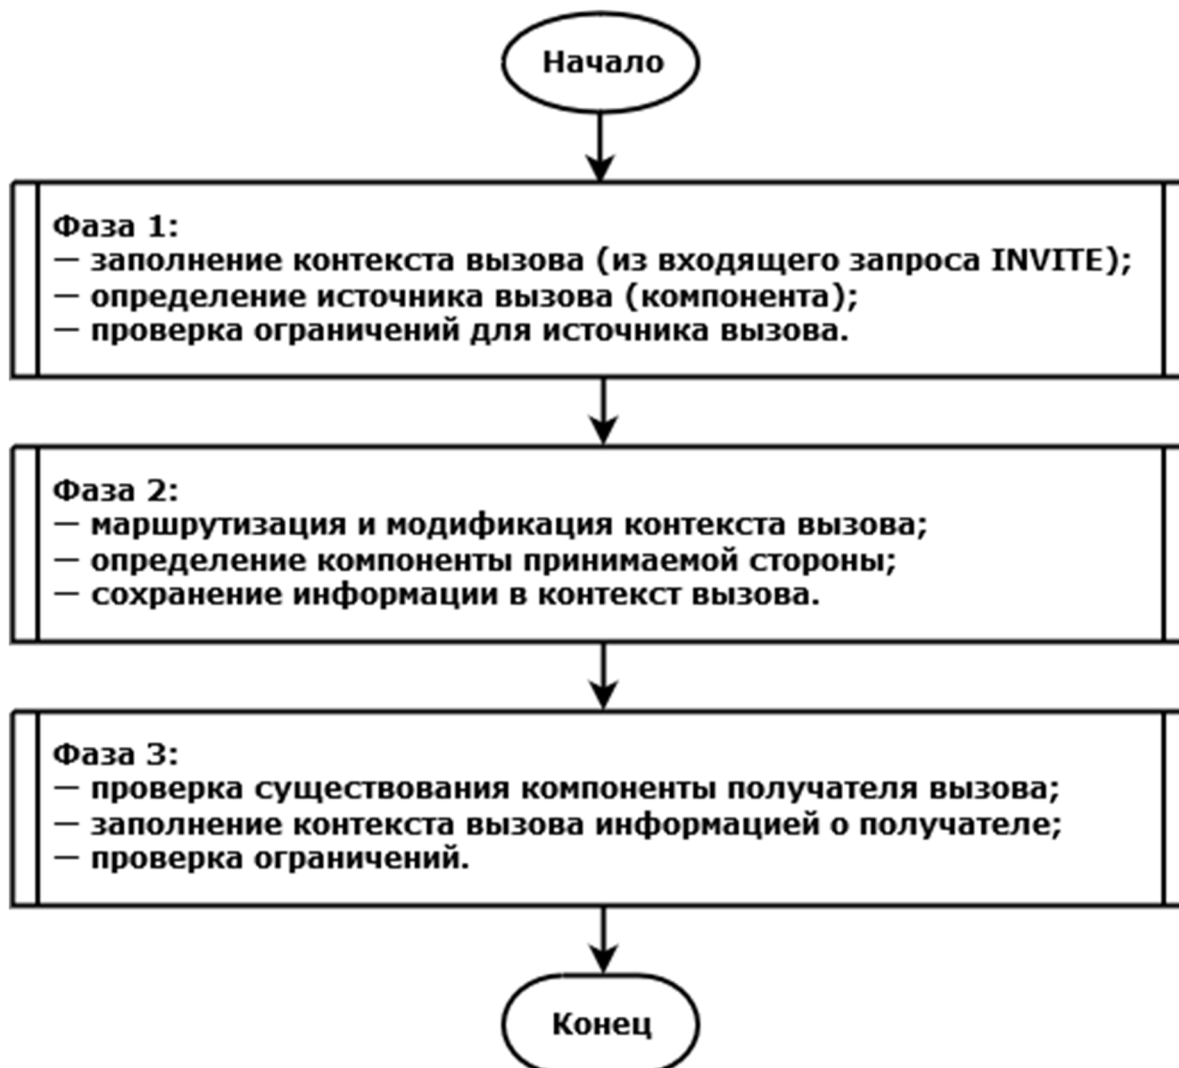 Начало
Фаза 1:
— заполнение контекста вызова (из входящего запроса INVITE);
— определение источника вызова (компонента);
— проверка ограничений для источника вызова.
Фаза 2:
— маршрутизация и модификация контекста вызова;
— определение компоненты принимаемой стороны;
— сохранение информации в контекст вызова.
Фаза 3:
— проверка существования компоненты получателя вызова;
— заполнение контекста вызова информацией о получателе;
— проверка ограничений.
Конец